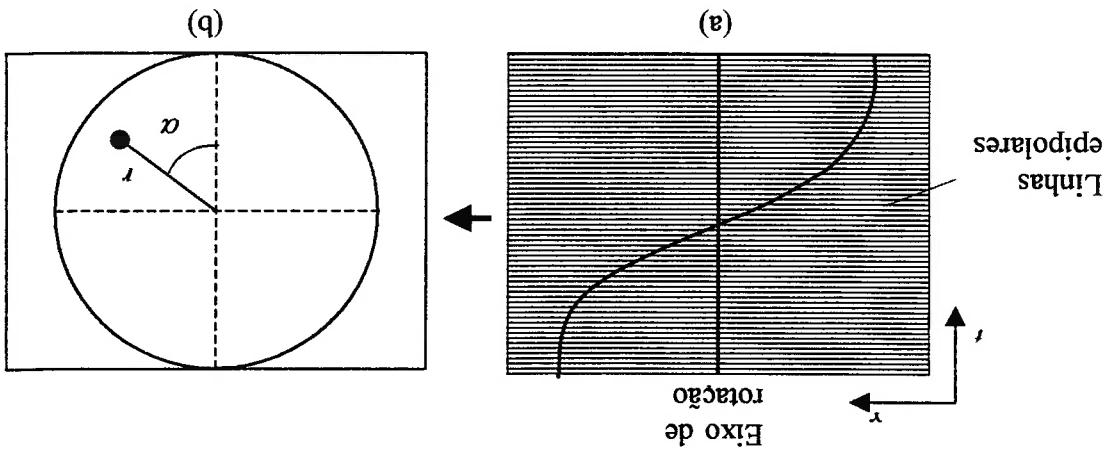 Eixo de
rotação
t
Linhas
epipolares
r
α
(a)
(b)